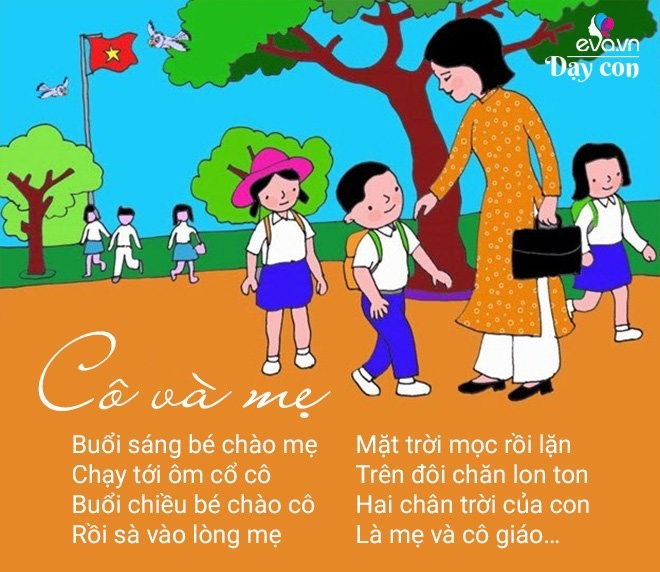 eva.vn
Dạy con
Cô và mẹ
Buổi sáng bé chào mẹ
Chạy tới ôm cổ cô
Buổi chiều bé chào cô
Rồi sà vào lòng mẹ
Mặt trời mọc rồi lặn
Trên đôi chăn lon ton
Hai chân trời của con
Là mẹ và cô giáo...